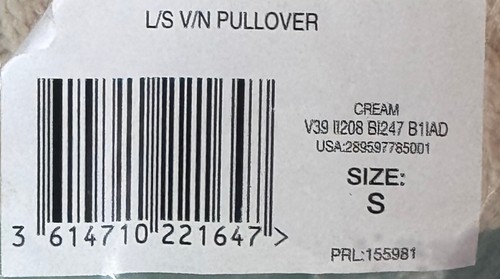 L/S V/N PULLOVER
CREAM
V39 II208 BI247 B1IAD
USA:289597785001
SIZE:
S
3 614710 221647 >
PRL:155981